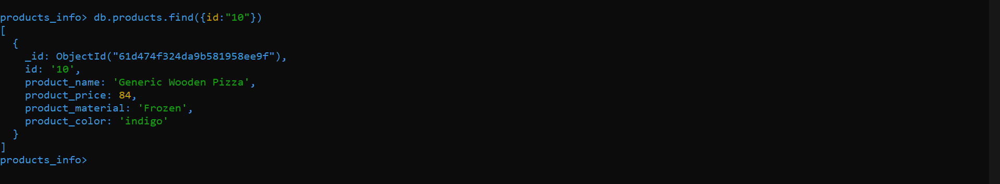 products_info> db.products.find({id:"10"})
[
  {
    _id: ObjectId("61d474f324da9b581958ee9f"),
    id: '10',
    product_name: 'Generic Wooden Pizza',
    product_price: 84,
    product_material: 'Frozen',
    product_color: 'indigo'
  }
]
products_info>